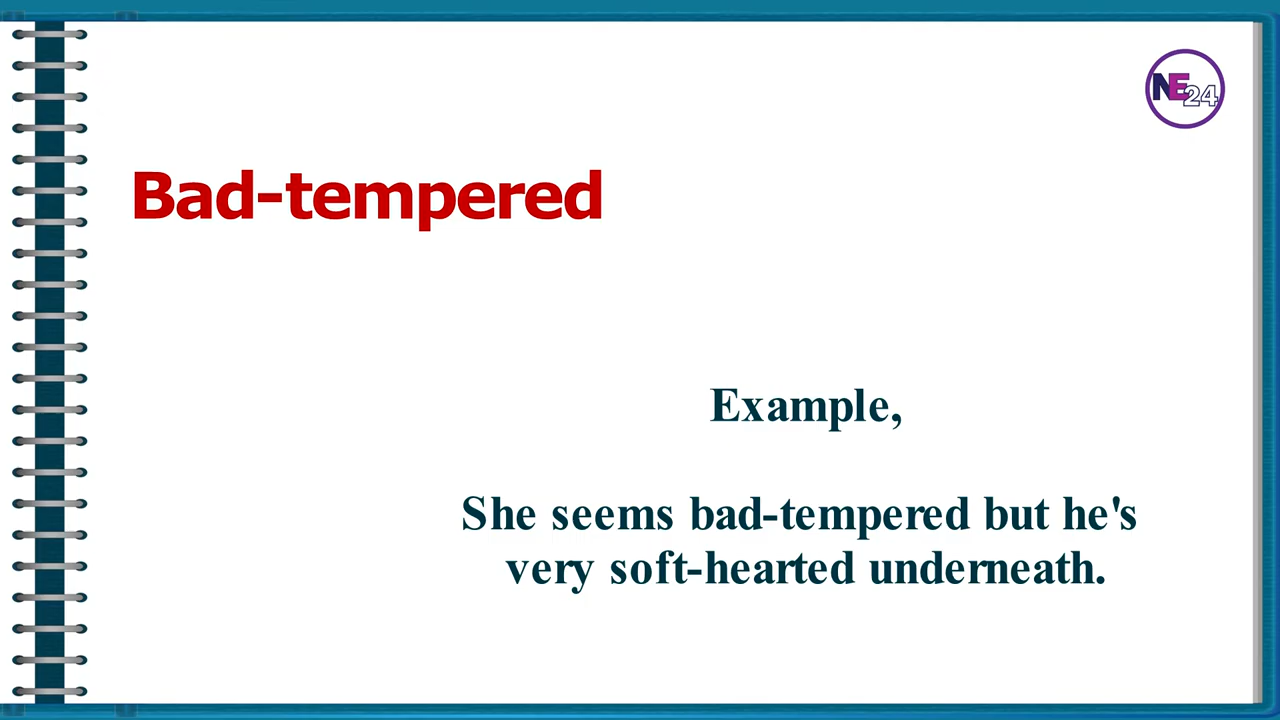 NE24
Bad-tempered
Example,
She seems bad-tempered but he's
very soft-hearted underneath.